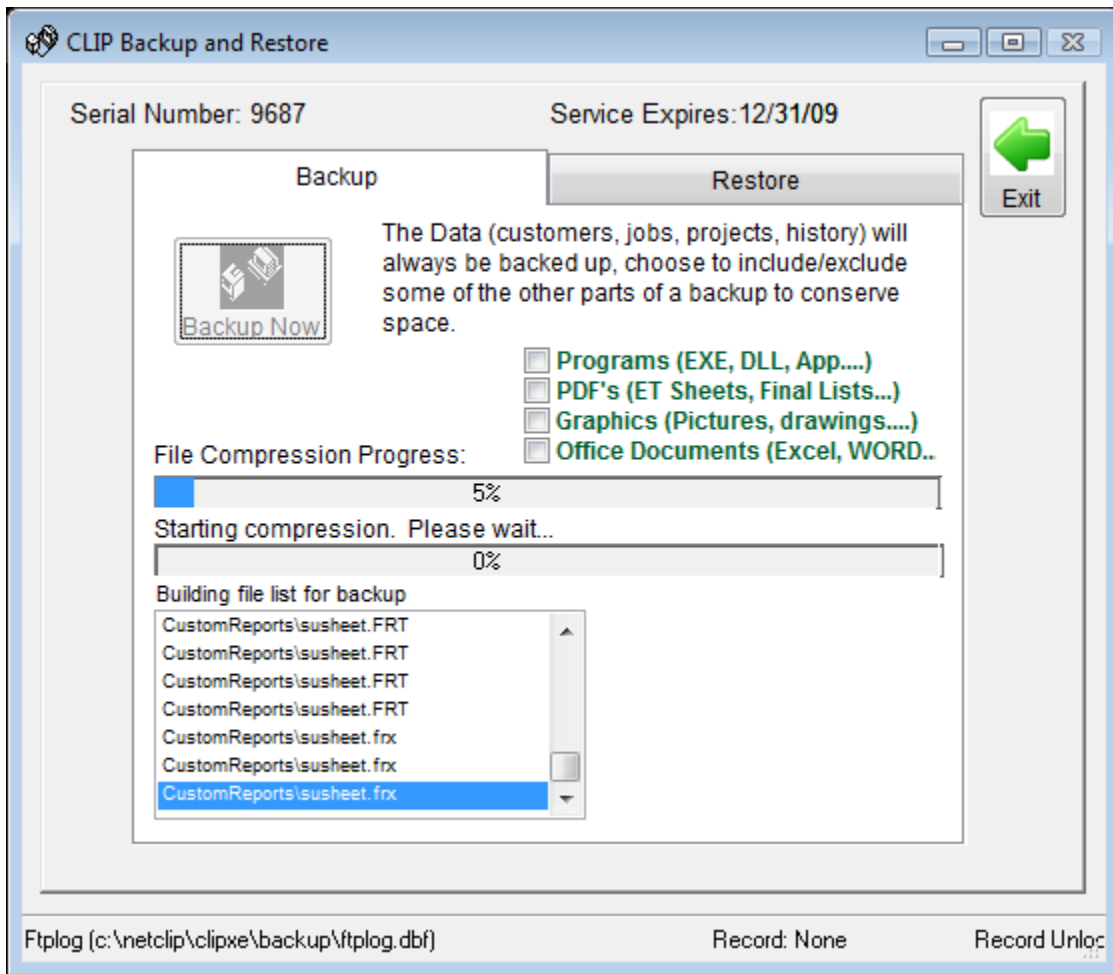 CLIP Backup and Restore
Serial Number: 9687
Service Expires:12/31/09
Exit
Backup
Restore
Backup Now
The Data (customers, jobs, projects, history) will
always be backed up, choose to include/exclude
some of the other parts of a backup to conserve
space.
Programs (EXE, DLL, App....)
PDF's (ET Sheets, Final Lists...)
Graphics (Pictures, drawings....)
Office Documents (Excel, WORD..
File Compression Progress:
5%
Starting compression. Please wait...
0%
Building file list for backup
CustomReports\susheet.FRT
CustomReports\susheet.FRT
CustomReports\susheet.FRT
CustomReports\susheet.FRT
CustomReports\susheet.frx
CustomReports\susheet.frx
CustomReports\susheet.frx
Ftplog (c:\netclip\clipxe\backup\ftplog.dbf)
Record: None
Record Unloc